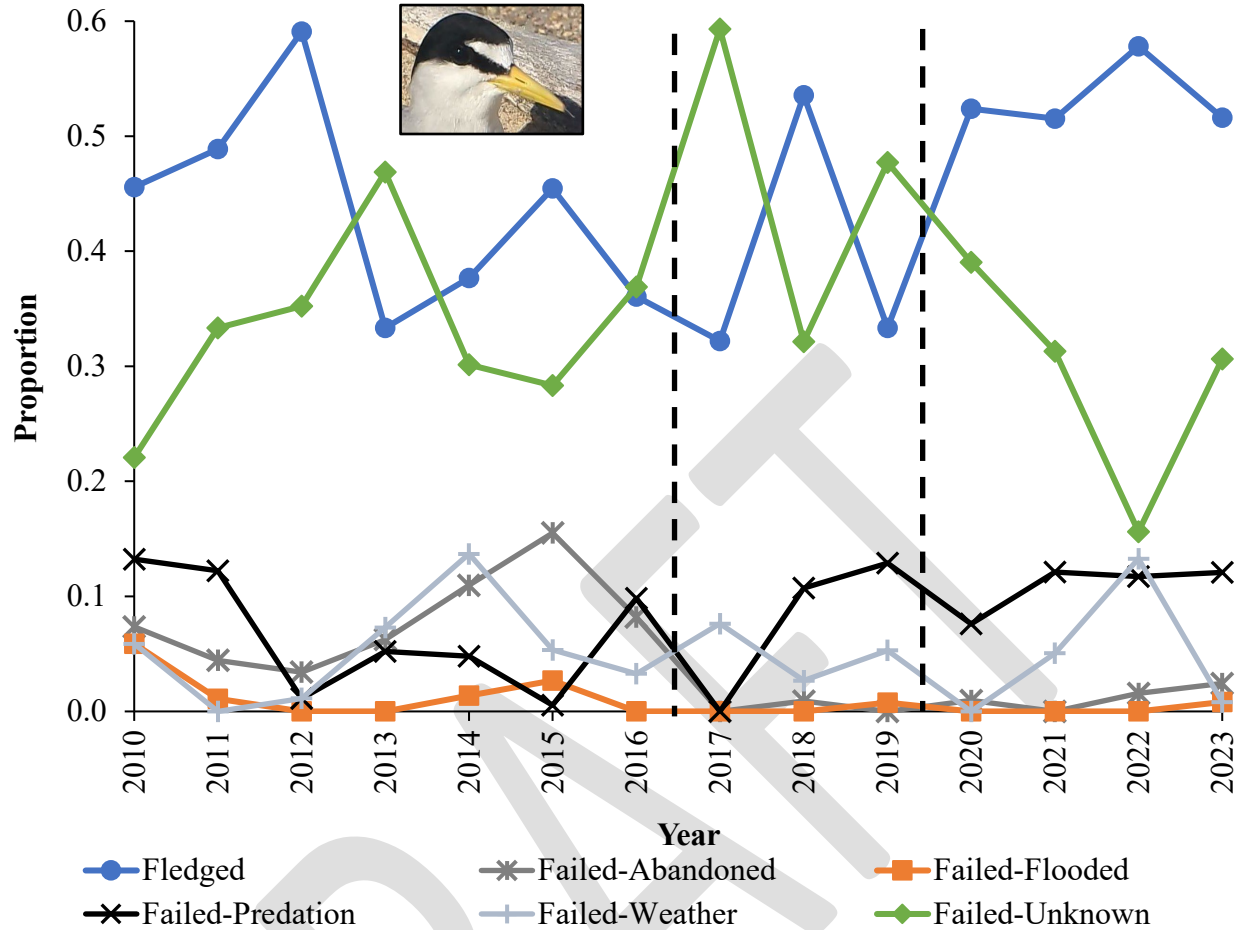 0.6
0.5
0.4
0.3
0.2
0.1
0.0
Proportion
2010 2011 2012 2013 2014 2015 2016 2017 2018 2019 2020 2021 2022 2023
Year
Fledged Failed-Abandoned Failed-Flooded
Failed-Predation Failed-Weather Failed-Unknown